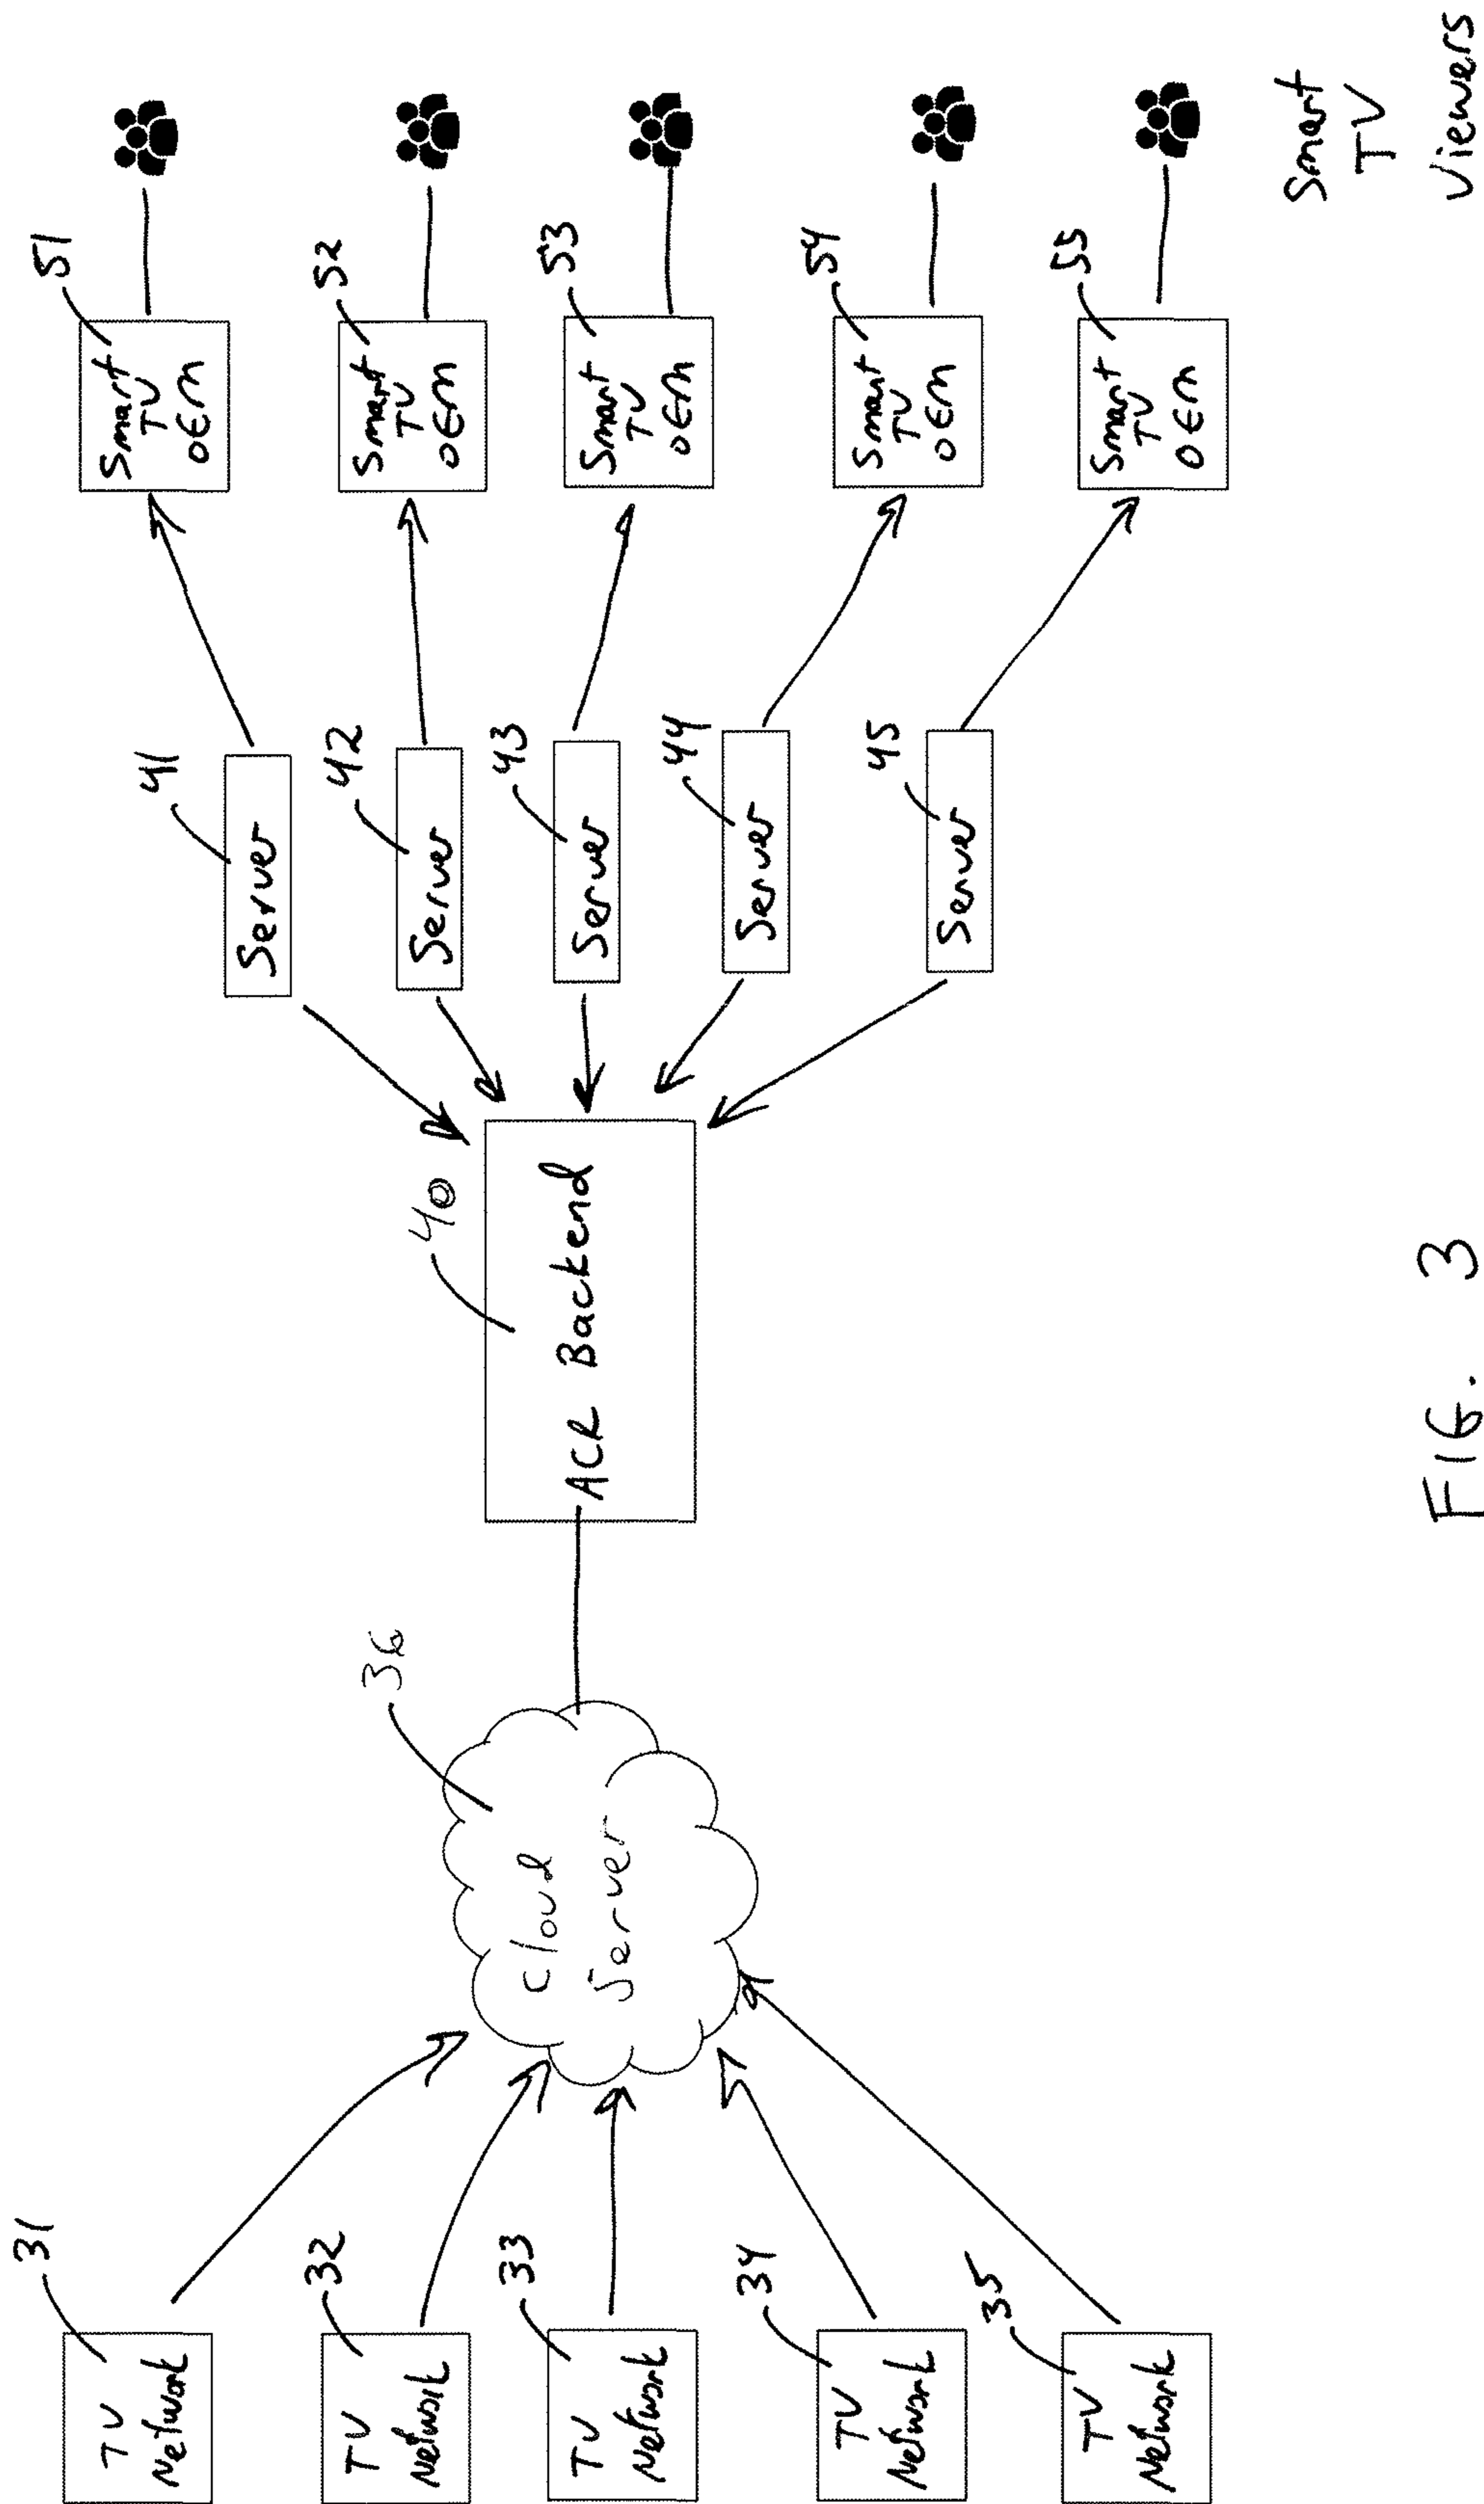 31
TV
Network
32
TV
Network
33
TV
Network
34
TV
Network
35
TV
Network
36
Cloud
Server
40
ACR Backend
41
Server
42
Server
43
Server
44
Server
45
Server
51
Smart
TV
OEM
52
Smart
TV
OEM
53
Smart
TV
OEM
54
Smart
TV
OEM
55
Smart
TV
OEM
Smart
TV
Viewers
FIG. 3